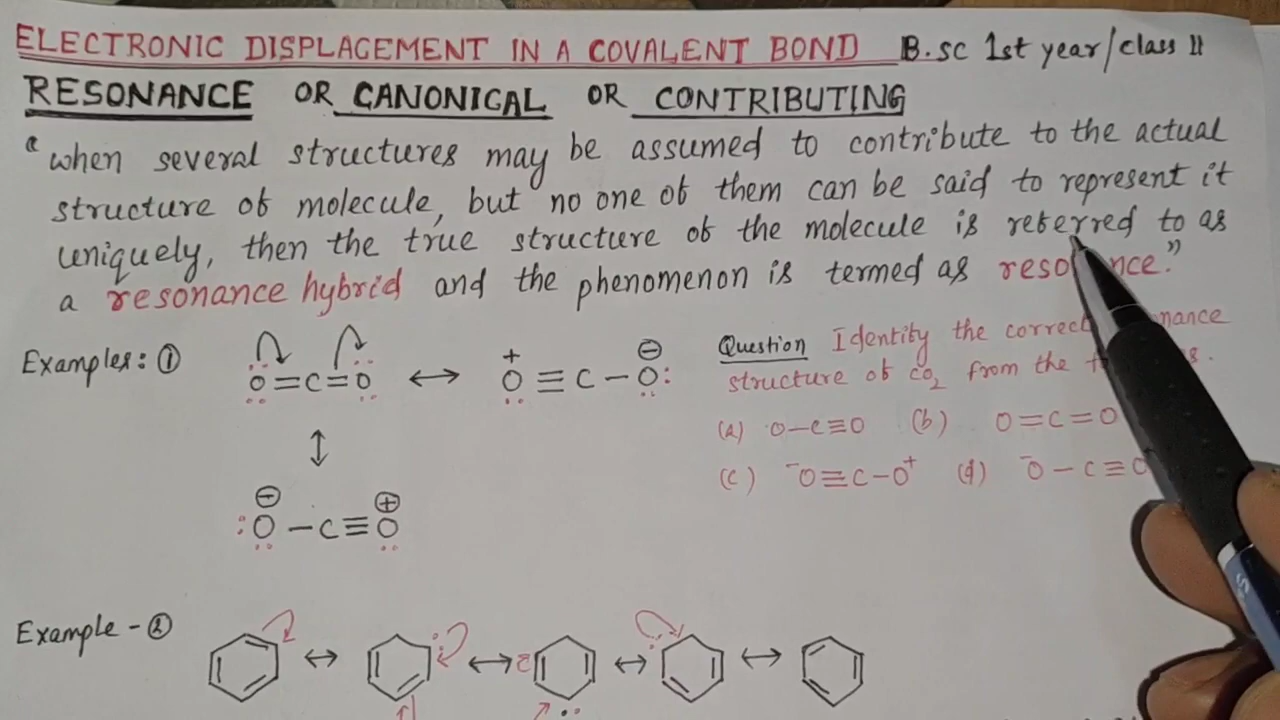 ELECTRONIC DISPLACEMENT IN A COVALENT BOND B.sc 1st year/class 11
RESONANCE OR CANONICAL OR CONTRIBUTING
"when several structures may be assumed to contribute to the actual
structure of molecule, but no one of them can be said to represent it
uniquely, then the true structure of the molecule is referred to as
a resonance hybrid and the phenomenon is termed as resonance."
Examples: ①
O=C=O ↔ O≡C-O:
+ ⊖
Question Identity the correct
structure of CO2 from the
(a) O-C≡O (b) O=C=O
(c) ⁻O≡C-O⁺ (d) ⁻O-C≡O
↕
⊖ ⊕
:O-C≡O
Example - ②
↔ ↔ ↔ ↔